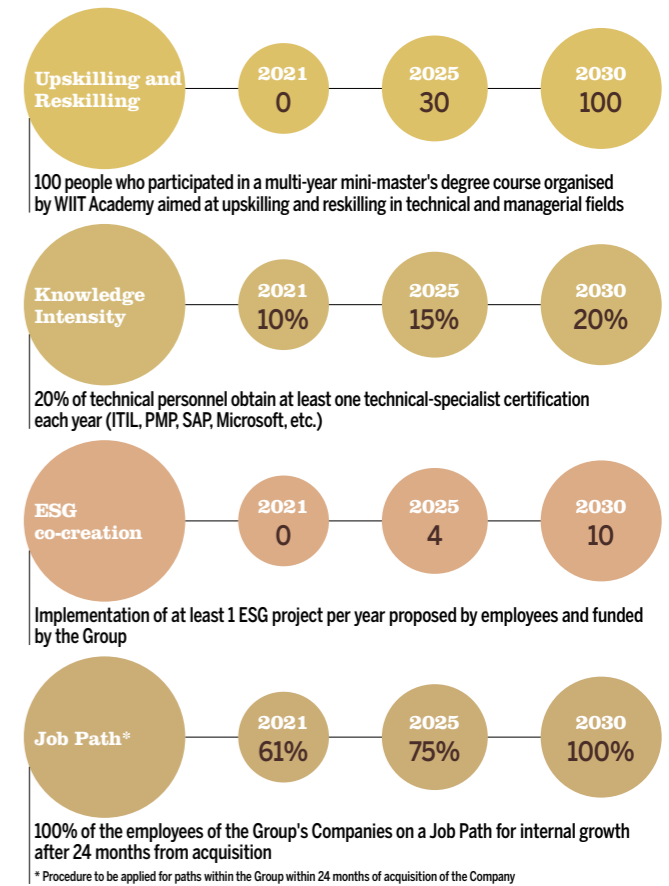 Upskilling and
Reskilling
2021
0
2025
30
2030
100
100 people who participated in a multi-year mini-master's degree course organised
by WIIT Academy aimed at upskilling and reskilling in technical and managerial fields
Knowledge
Intensity
2021
10%
2025
15%
2030
20%
20% of technical personnel obtain at least one technical-specialist certification
each year (ITIL, PMP, SAP, Microsoft, etc.)
ESG
co-creation
2021
0
2025
4
2030
10
Implementation of at least 1 ESG project per year proposed by employees and funded
by the Group
Job Path*
2021
61%
2025
75%
2030
100%
100% of the employees of the Group's Companies on a Job Path for internal growth
after 24 months from acquisition
* Procedure to be applied for paths within the Group within 24 months of acquisition of the Company